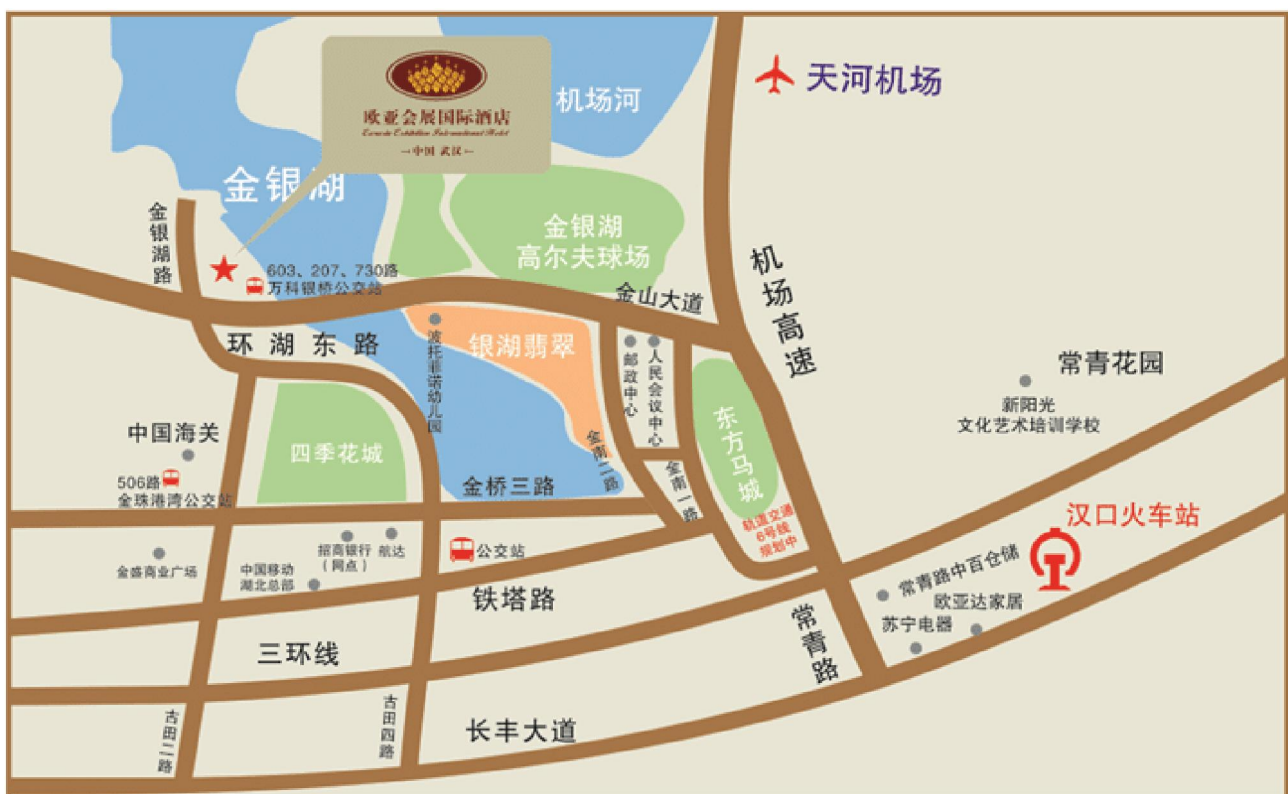 欧亚会展国际酒店
Eurasia Exhibition International Hotel
中国 武汉
机场河
天河机场
金银湖
金银湖
高尔夫球场
金银湖路
603、207、730路
万科银桥公交站
金山大道
机场高速
环湖东路
波托菲诺幼儿园
银湖翡翠
邮政中心
人民会议中心
常青花园
新阳光
文化艺术培训学校
中国海关
四季花城
东方马城
506路
金珠港湾公交站
金桥三路
金南二路
金南一路
轨道交通
6号线
规划中
汉口火车站
金盛商业广场
招商银行
（网点）
航达
公交站
中国移动
湖北总部
铁塔路
常青路中百仓储
欧亚达家居
苏宁电器
常青路
三环线
古田二路
古田四路
长丰大道